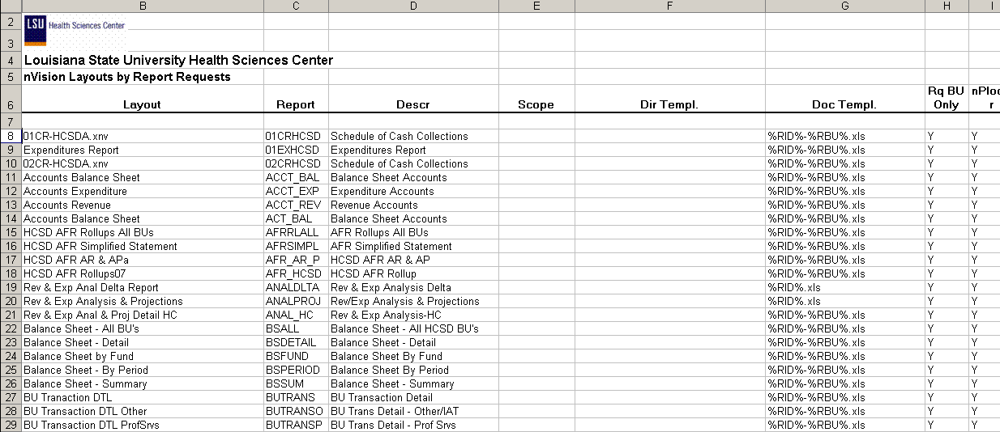 B C D E F G H I
2 LSU Health Sciences Center
3
4 Louisiana State University Health Sciences Center
5 nVision Layouts by Report Requests
Rq BU nPloc
6 Layout Report Descr Scope Dir Templ. Doc Templ. Only r
7
8 01CR-HCSDA.xnv 01CRHCSD Schedule of Cash Collections %RID%-%RBU%.xls Y Y
9 Expenditures Report 01EXHCSD Expenditures Report %RID%-%RBU%.xls Y Y
10 02CR-HCSDA.xnv 02CRHCSD Schedule of Cash Collections %RID%-%RBU%.xls Y Y
11 Accounts Balance Sheet ACCT_BAL Balance Sheet Accounts %RID%-%RBU%.xls Y Y
12 Accounts Expenditure ACCT_EXP Expenditure Accounts %RID%-%RBU%.xls Y Y
13 Accounts Revenue ACCT_REV Revenue Accounts %RID%-%RBU%.xls Y Y
14 Accounts Balance Sheet ACT_BAL Balance Sheet Accounts %RID%-%RBU%.xls Y Y
15 HCSD AFR Rollups All BUs AFRRLALL AFR Rollups All BUs %RID%-%RBU%.xls Y Y
16 HCSD AFR Simplified Statement AFRSIMPL AFR Simplified Statement %RID%-%RBU%.xls Y Y
17 HCSD AFR AR & APa AFR_AR_P HCSD AFR AR & AP %RID%-%RBU%.xls Y Y
18 HCSD AFR Rollups07 AFR_HCSD HCSD AFR Rollup %RID%-%RBU%.xls Y Y
19 Rev & Exp Anal Delta Report ANALDLTA Rev & Exp Analysis Delta %RID%.xls Y Y
20 Rev & Exp Analysis & Projections ANALPROJ Rev/Exp Analysis & Projections %RID%.xls Y Y
21 Rev & Exp Anal & Proj Detail HC ANAL_HC Rev & Exp Analysis-HC %RID%-%RBU%.xls Y Y
22 Balance Sheet - All BU's BSALL Balance Sheet - All HCSD BU's %RID%-%RBU%.xls Y Y
23 Balance Sheet - Detail BSDETAIL Balance Sheet - Detail %RID%-%RBU%.xls Y Y
24 Balance Sheet by Fund BSFUND Balance Sheet By Fund %RID%-%RBU%.xls Y Y
25 Balance Sheet - By Period BSPERIOD Balance Sheet By Period %RID%-%RBU%.xls Y Y
26 Balance Sheet - Summary BSSUM Balance Sheet - Summary %RID%-%RBU%.xls Y Y
27 BU Tranaction DTL BUTRANS BU Transaction Detail %RID%-%RBU%.xls Y Y
28 BU Transaction DTL Other BUTRANSO BU Trans Detail - Other/IAT %RID%-%RBU%.xls Y Y
29 BU Transaction DTL ProfSrvs BUTRANSP BU Trans Detail - Prof Srvs %RID%-%RBU%.xls Y Y